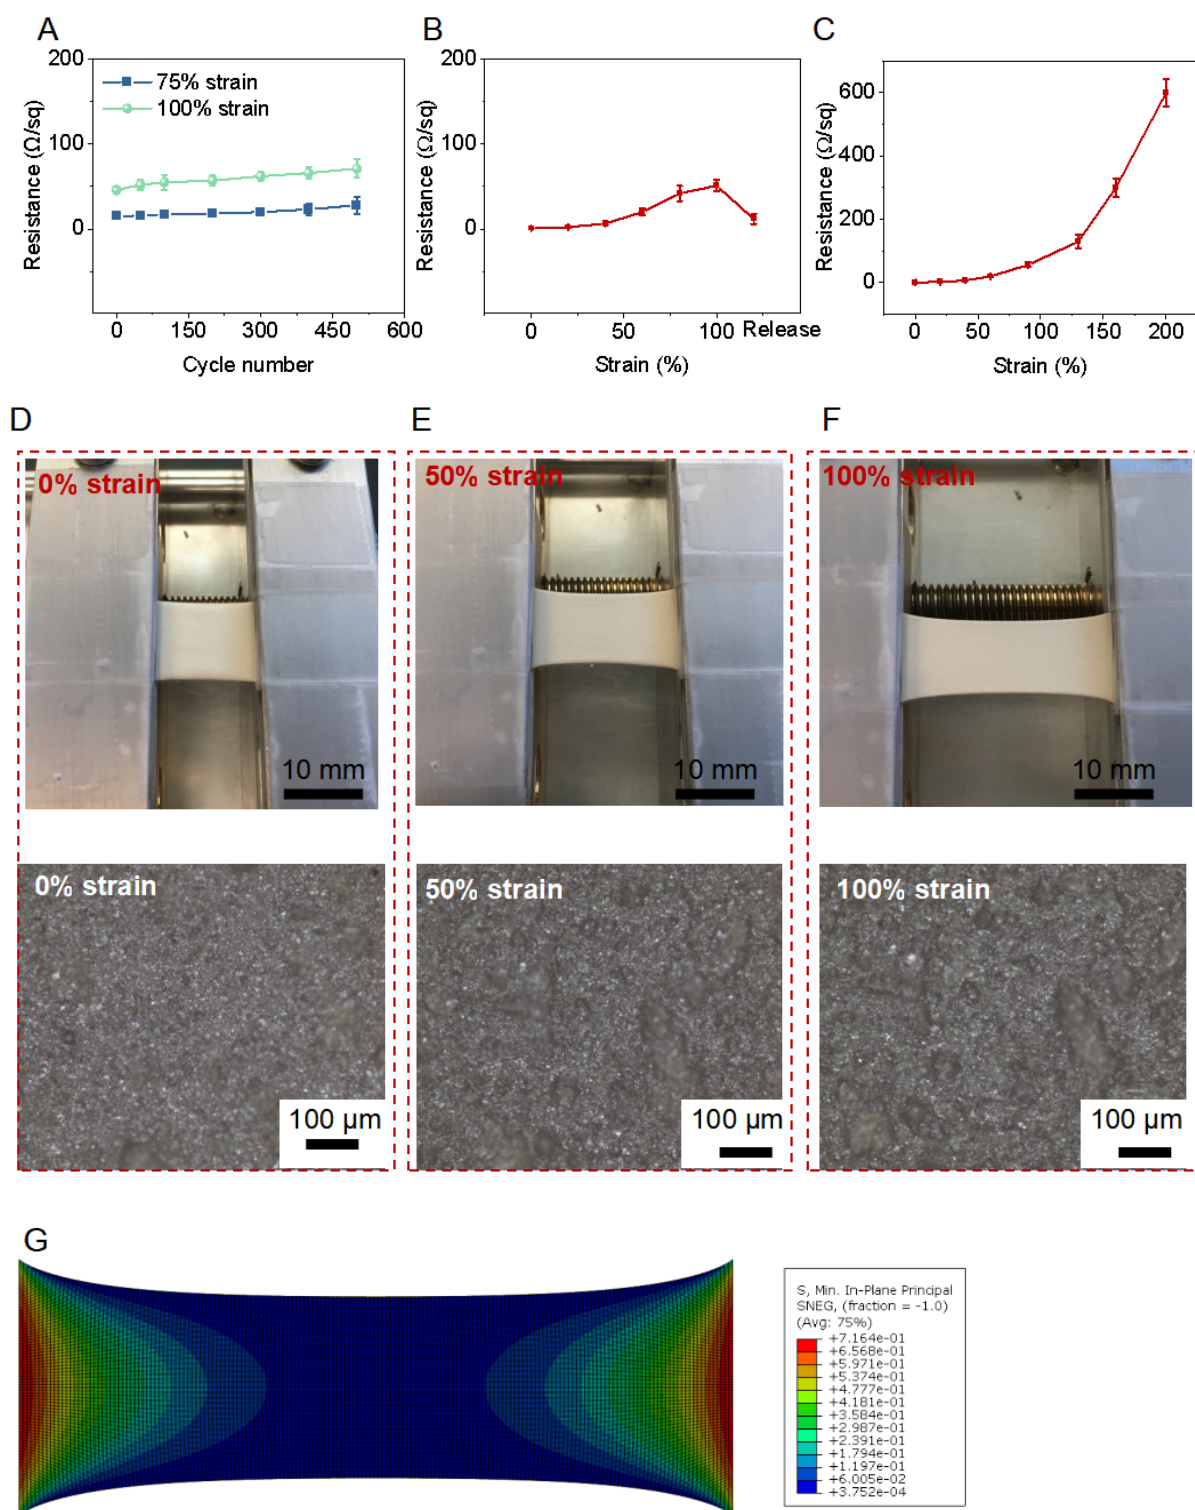 A
200
100
0
Resistance (Ω/sq)
75% strain
100% strain
0
150
300
450
600
Cycle number
B
200
100
0
Resistance (Ω/sq)
0
50
100
Release
Strain (%)
C
600
400
200
0
Resistance (Ω/sq)
0
50
100
150
200
Strain (%)
D
0% strain
10 mm
0% strain
100 µm
E
50% strain
10 mm
50% strain
100 µm
F
100% strain
10 mm
100% strain
100 µm
G
S, Min. In-Plane Principal
SNEG, (fraction = -1.0)
(Avg: 75%)
+7.164e-01
+6.568e-01
+5.971e-01
+5.374e-01
+4.777e-01
+4.181e-01
+3.584e-01
+2.987e-01
+2.391e-01
+1.794e-01
+1.197e-01
+6.005e-02
+3.752e-04